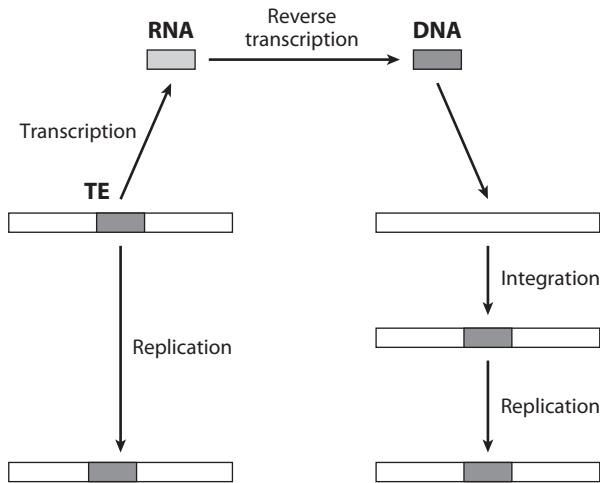 RNA
Reverse
transcription
DNA
Transcription
TE
Integration
Replication
Replication